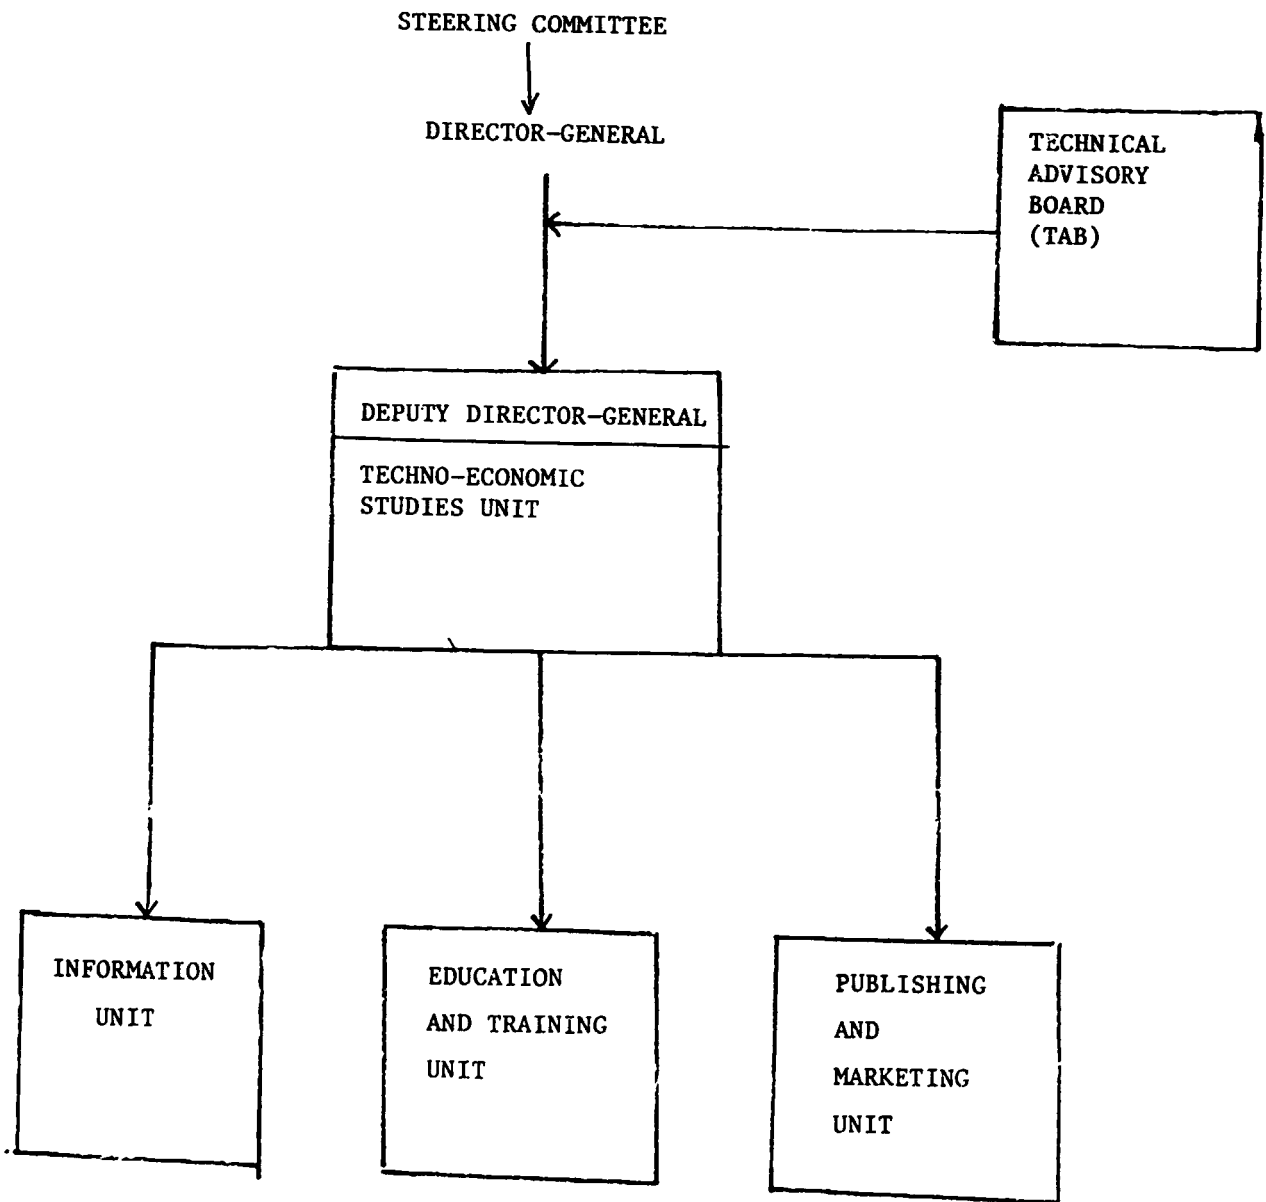 STEERING COMMITTEE
DIRECTOR-GENERAL
TECHNICAL
ADVISORY
BOARD
(TAB)
DEPUTY DIRECTOR-GENERAL
TECHNO-ECONOMIC
STUDIES UNIT
INFORMATION
UNIT
EDUCATION
AND TRAINING
UNIT
PUBLISHING
AND
MARKETING
UNIT